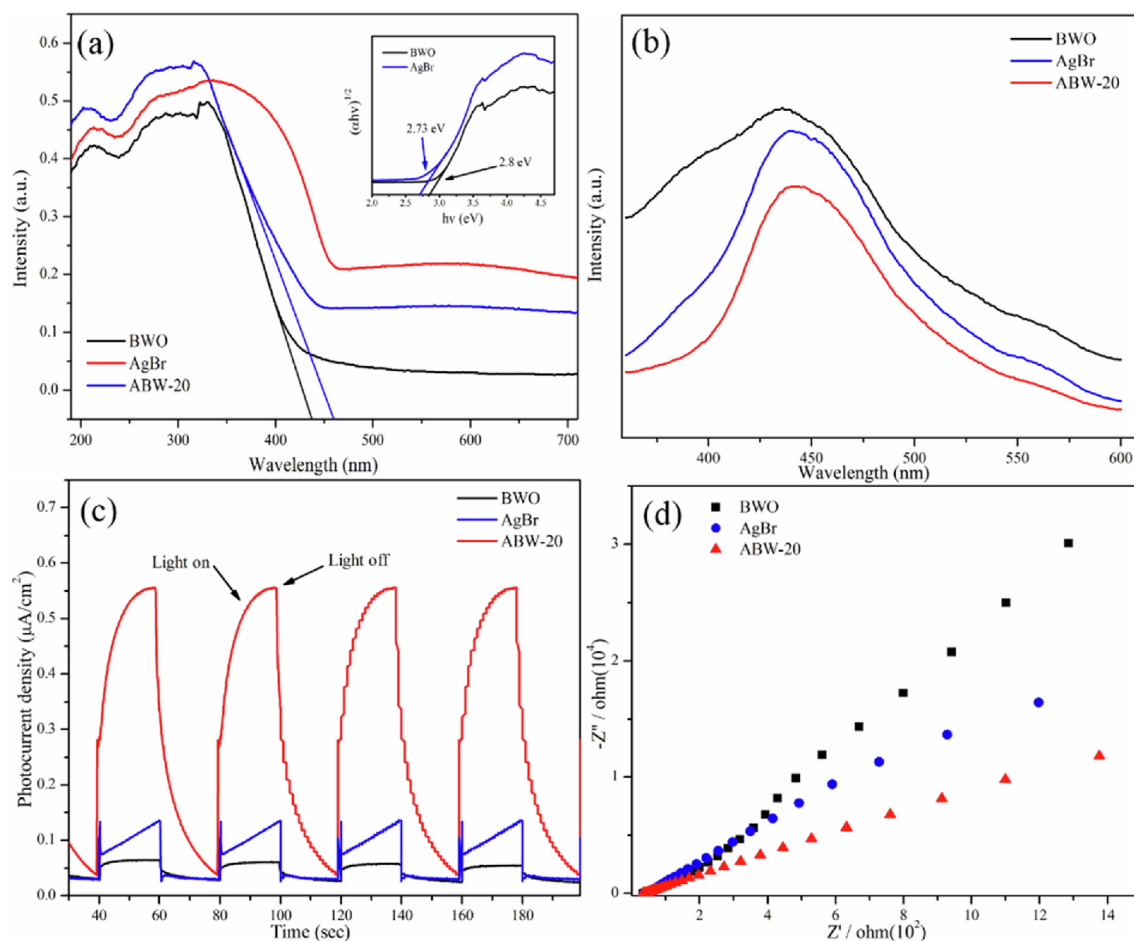 (a)
Intensity (a.u.)
0.6
0.5
0.4
0.3
0.2
0.1
0.0
BWO
AgBr
ABW-20
200 300 400 500 600 700
Wavelength (nm)
BWO
AgBr
(αhν)1/2
2.73 eV
2.8 eV
2.0 2.5 3.0 3.5 4.0 4.5
hν (eV)
(b)
BWO
AgBr
ABW-20
Intensity (a.u.)
400 450 500 550 600
Wavelength (nm)
(c)
BWO
AgBr
ABW-20
Light on
Light off
Photocurrent density (μA/cm2)
0.7
0.6
0.5
0.4
0.3
0.2
0.1
0.0
40 60 80 100 120 140 160 180
Time (sec)
(d)
BWO
AgBr
ABW-20
-Z'' / ohm(104)
3
2
1
0
2 4 6 8 10 12 14
Z' / ohm(102)